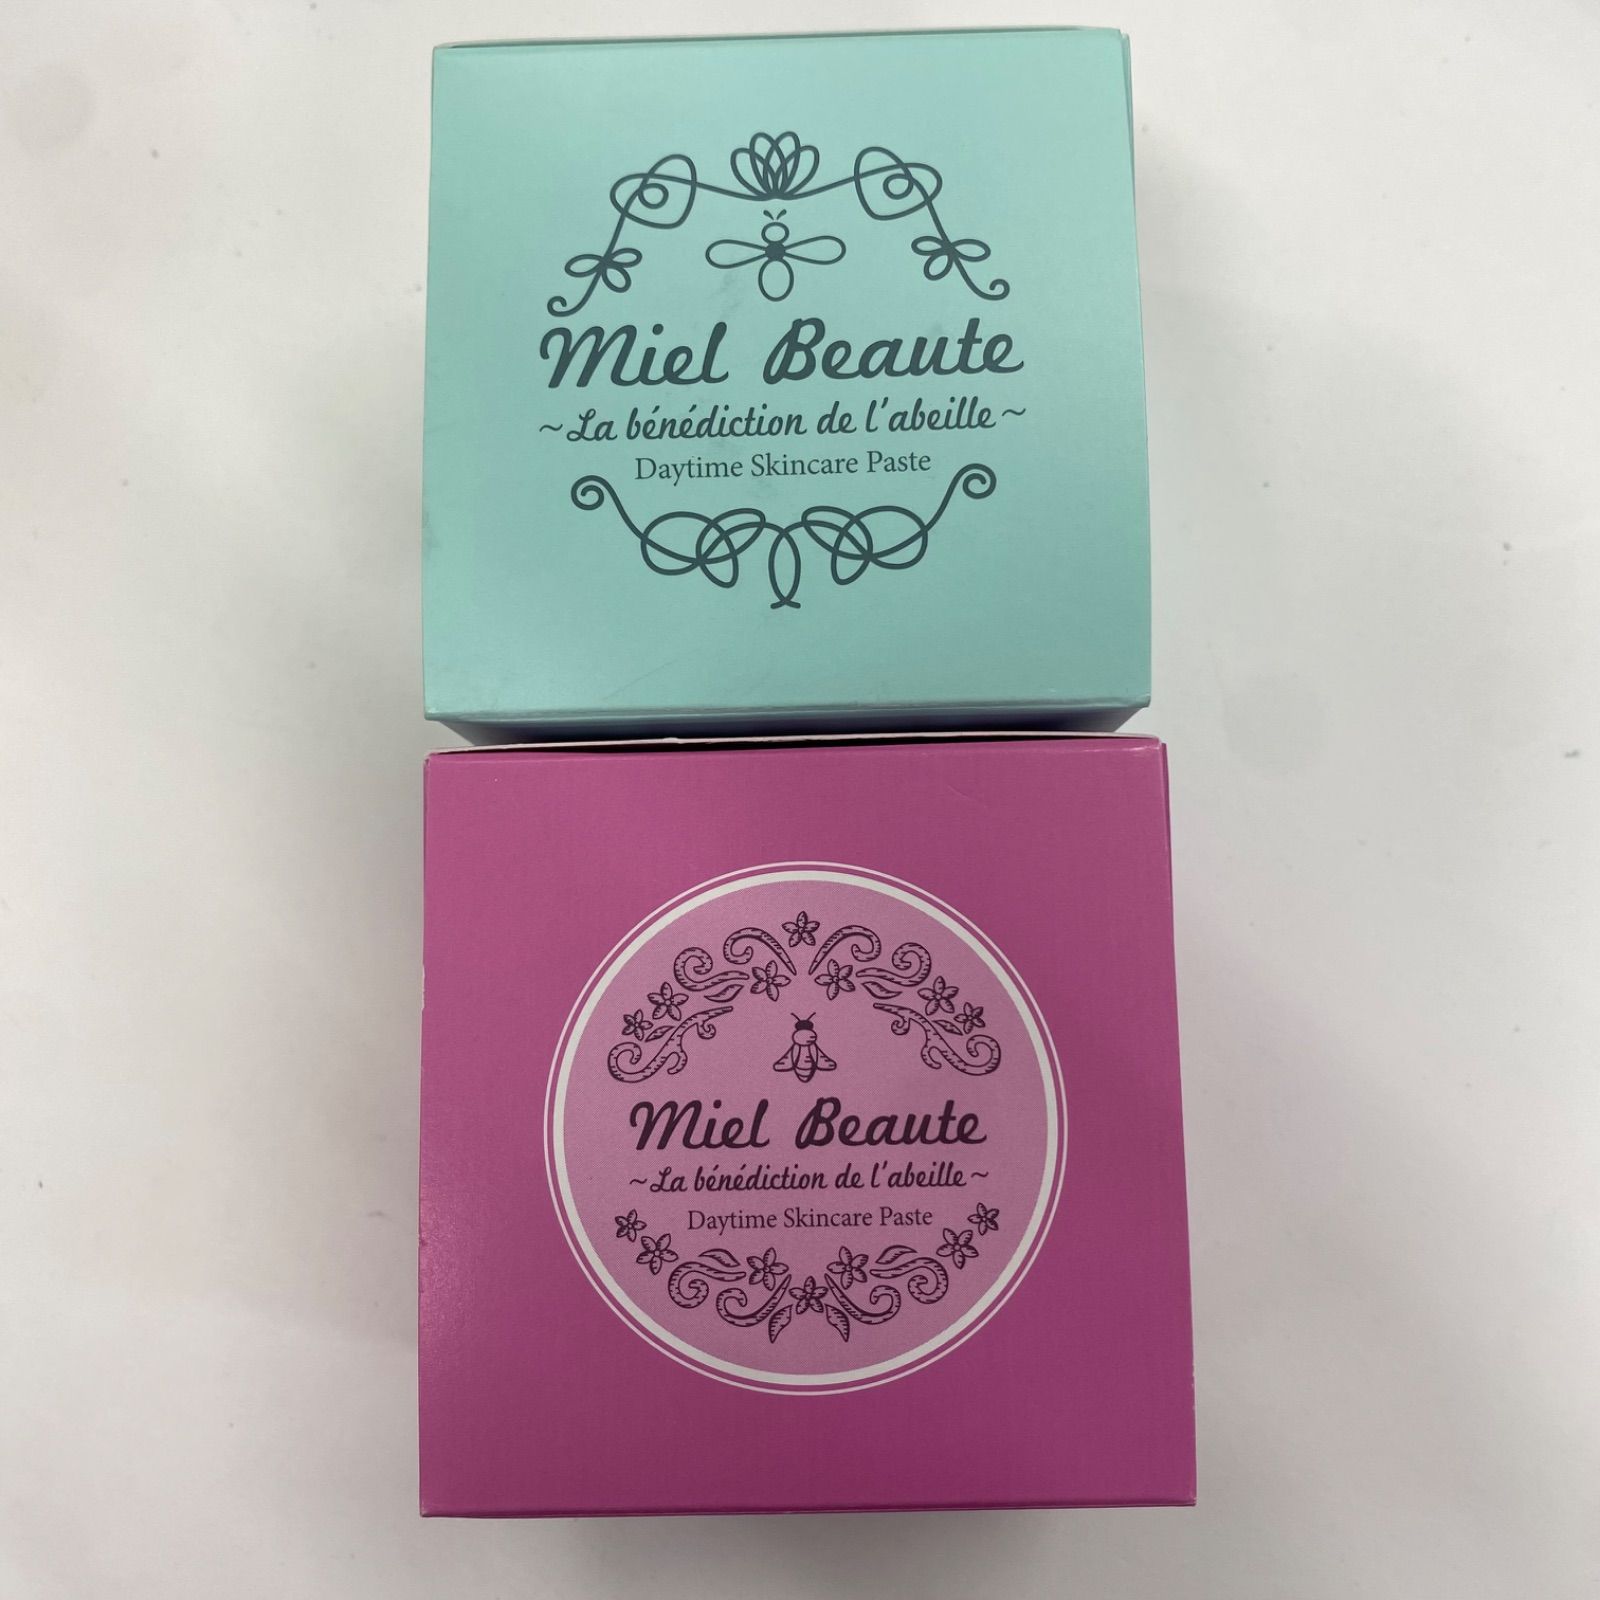 Miel Beaute
~La bénédiction de l'abeille~
Daytime Skincare Paste
Miel Beaute
~La bénédiction de l'abeille~
Daytime Skincare Paste